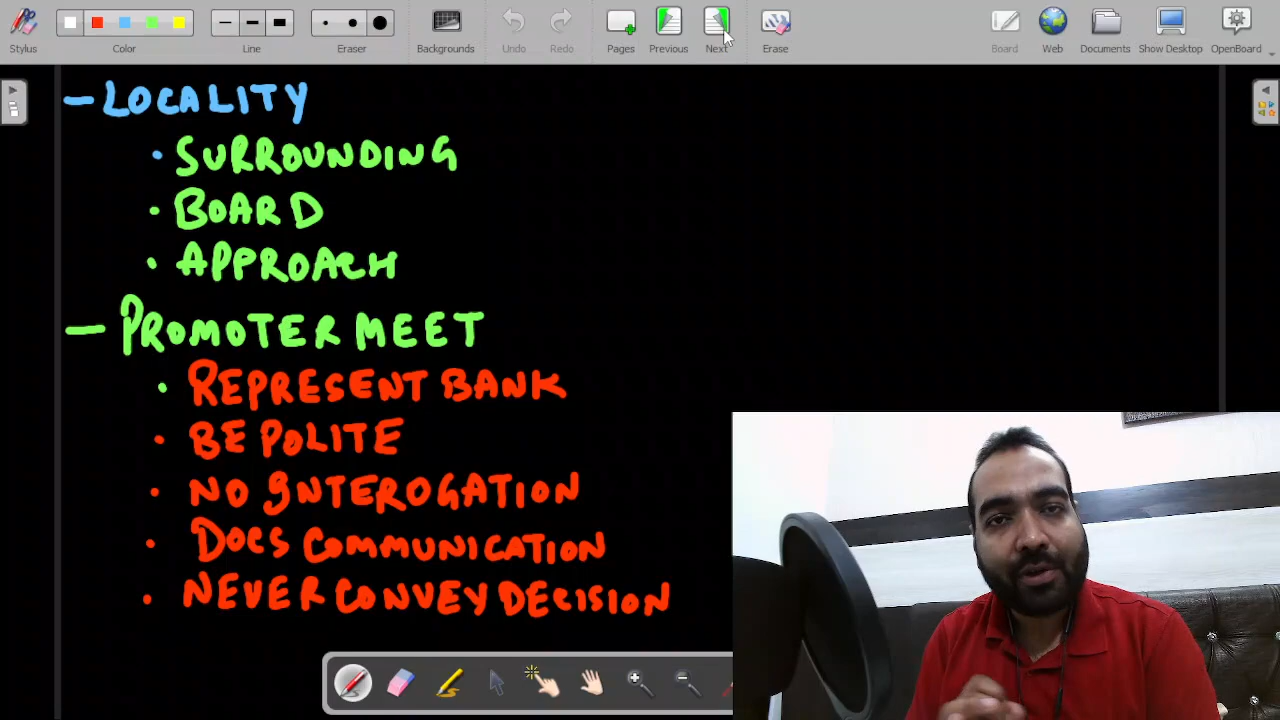 Stylus
Color
Line
Eraser
Backgrounds
Undo
Redo
Pages
Previous
Next
Erase
Board
Web
Documents
Show Desktop
OpenBoard
- LOCALITY
• SURROUNDING
• BOARD
• APPROACH
- PROMOTER MEET
• REPRESENT BANK
• BE POLITE
• NO INTEROGATION
• DOCS COMMUNICATION
• NEVER CONVEY DECISION